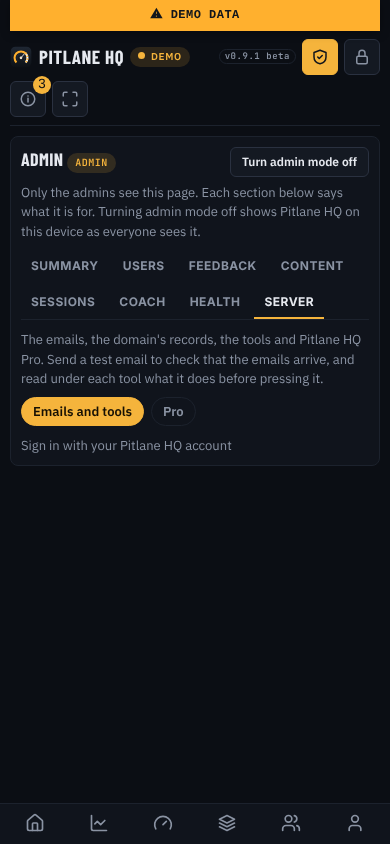 DEMO DATA
PITLANE HQ
DEMO
v0.9.1 beta
3
ADMIN
ADMIN
Turn admin mode off
Only the admins see this page. Each section below says
what it is for. Turning admin mode off shows Pitlane HQ on
this device as everyone sees it.
SUMMARY
USERS
FEEDBACK
CONTENT
SESSIONS
COACH
HEALTH
SERVER
The emails, the domain's records, the tools and Pitlane HQ
Pro. Send a test email to check that the emails arrive, and
read under each tool what it does before pressing it.
Emails and tools
Pro
Sign in with your Pitlane HQ account